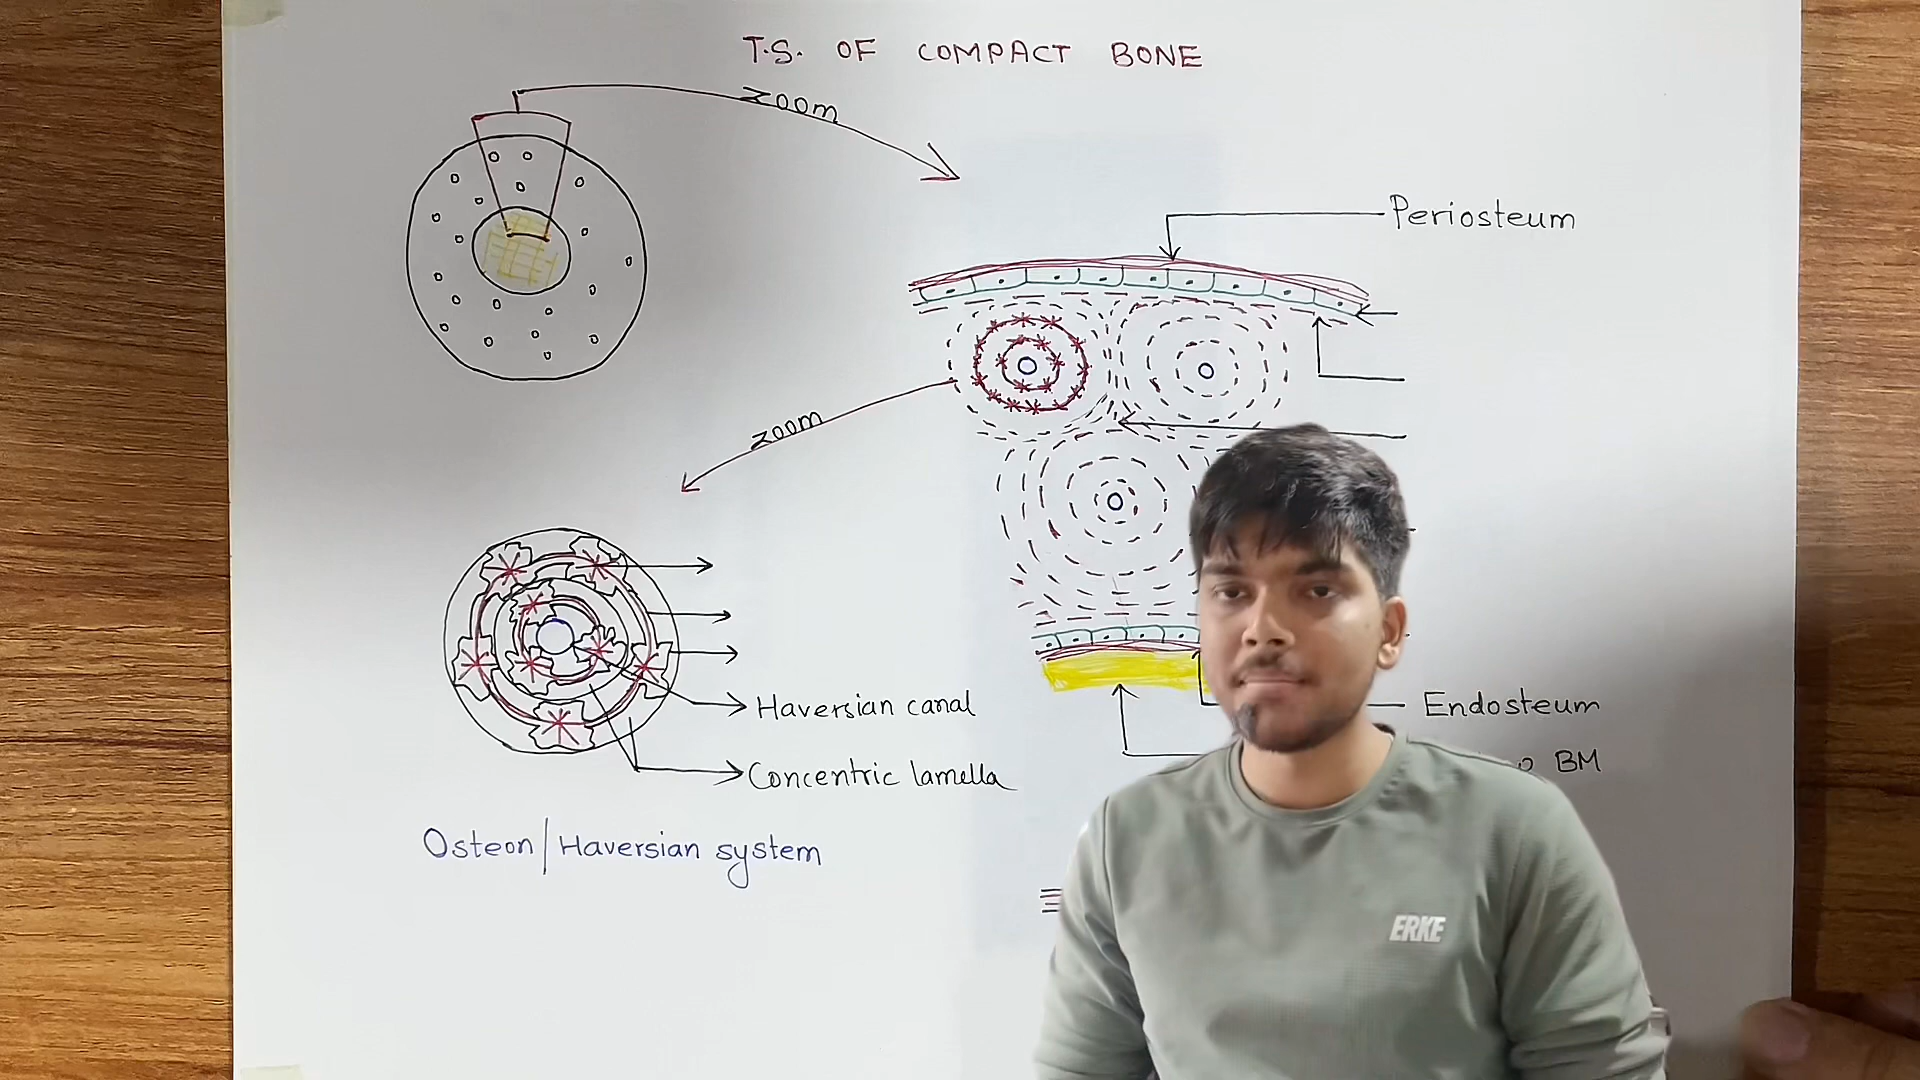 T.S. OF COMPACT BONE
Zoom
Periosteum
zoom
Haversian canal
Endosteum
BM
Concentric lamella
Osteon/Haversian system
ERKE